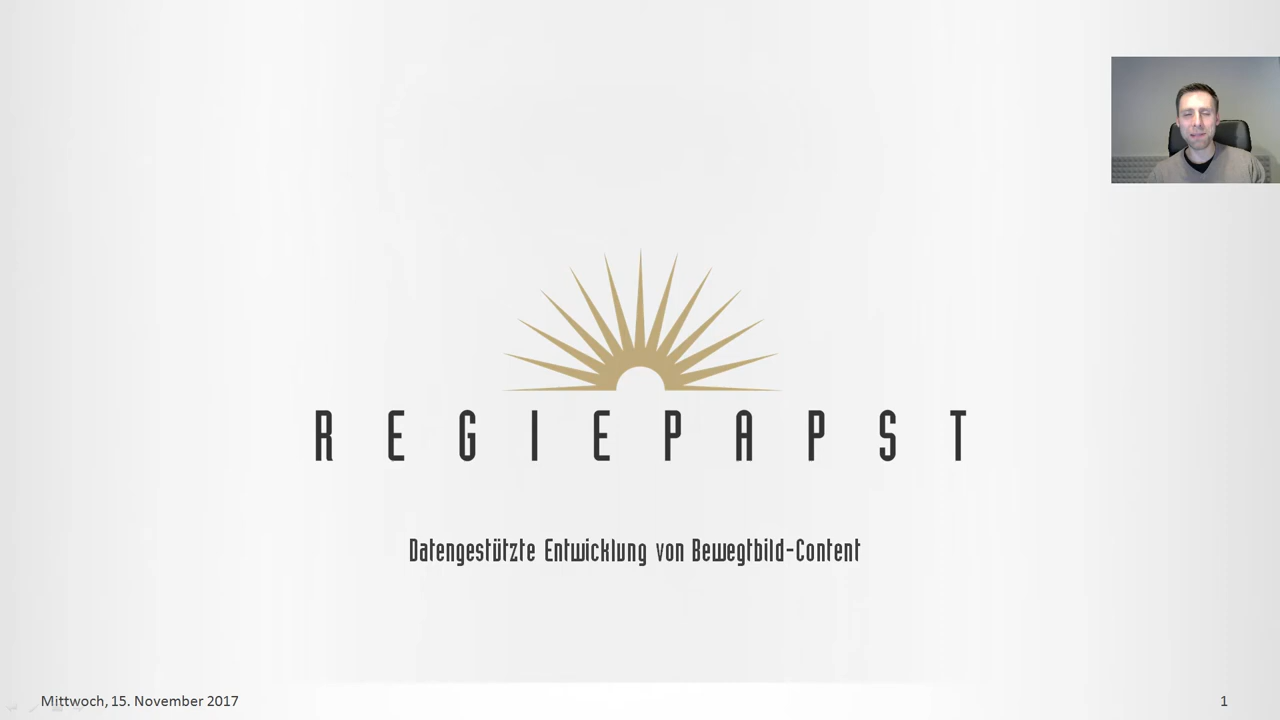 REGIEPAPST
Datengestützte Entwicklung von Bewegtbild-Content
Mittwoch, 15. November 2017
1